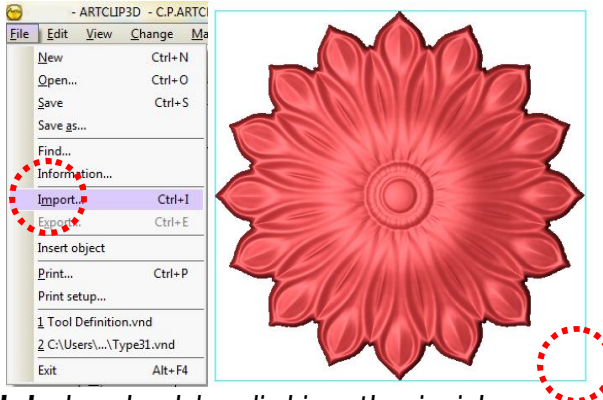 - ARTCLIP3D - C.P.ARTCI
File Edit View Change Ma
New Ctrl+N
Open... Ctrl+O
Save Ctrl+S
Save as...
Find...
Information...
Import... Ctrl+I
Export... Ctrl+E
Insert object
Print... Ctrl+P
Print setup...
1 Tool Definition.vnd
2 C:\Users\...\Type31.vnd
Exit Alt+F4